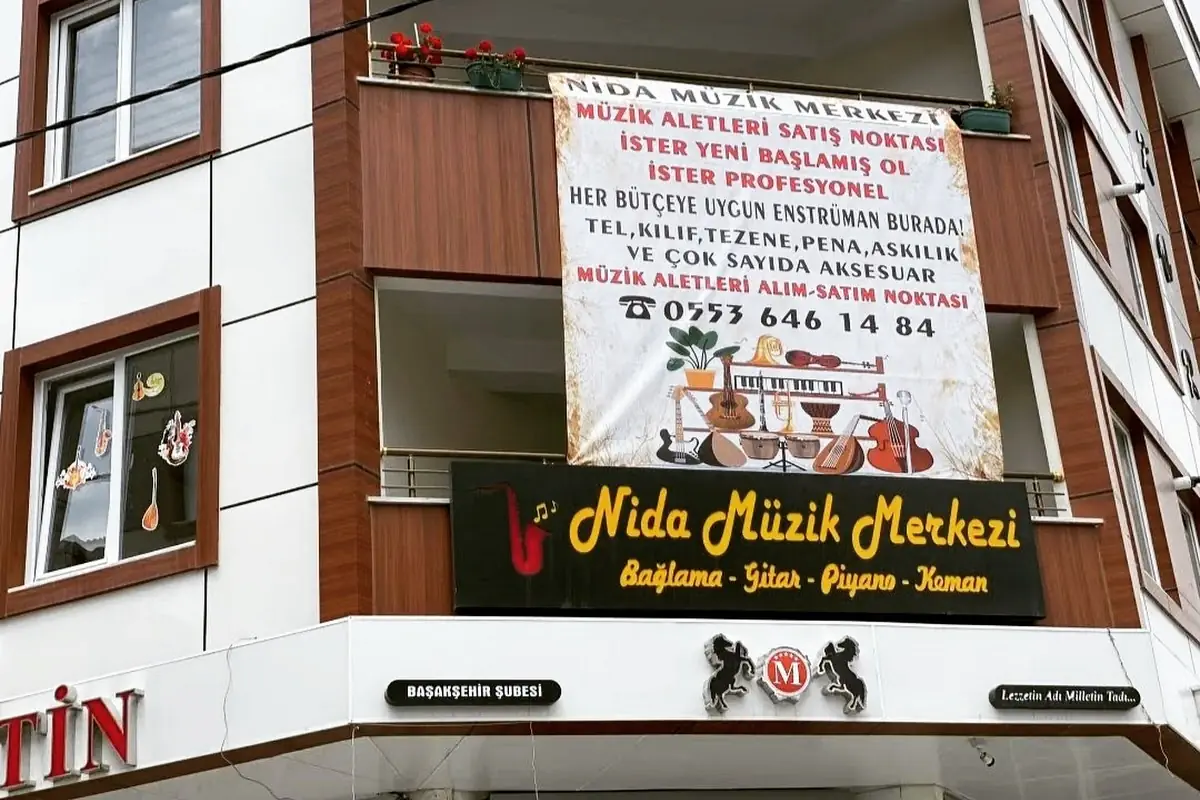 NİDA MÜZİK MERKEZİ
MÜZİK ALETLERİ SATIŞ NOKTASI
İSTER YENİ BAŞLAMIŞ OL
İSTER PROFESYONEL
HER BÜTÇEYE UYGUN ENSTRÜMAN BURADA!
TEL,KILIF,TEZENE,PENA,ASKILIK
VE ÇOK SAYIDA AKSESUAR
MÜZİK ALETLERİ ALIM-SATIM NOKTASI
☎ 0553 646 14 84
Nida Müzik Merkezi
Bağlama - Gitar - Piyano - Keman
TİN
BAŞAKŞEHİR ŞUBESİ
M
Lezzetin Adı Milletin Tadı...